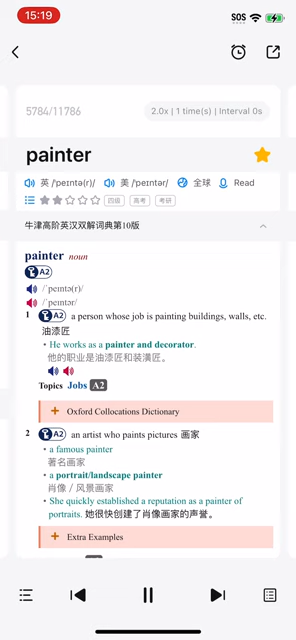 15:19
SOS
5784/11786
2.0x | 1 time(s) | Interval 0s
painter
英 /ˈpeɪntə(r)/ 美 /ˈpeɪntər/ 全球 Read
四级 高考 考研
牛津高阶英汉双解词典第10版
painter noun
A2
/ˈpeɪntə(r)/
/ˈpeɪntər/
1 A2 a person whose job is painting buildings, walls, etc.
油漆匠
• He works as a painter and decorator.
他的职业是油漆匠和装潢匠。
Topics Jobs A2
+ Oxford Collocations Dictionary
2 A2 an artist who paints pictures 画家
• a famous painter
著名画家
• a portrait/landscape painter
肖像／风景画家
• She quickly established a reputation as a painter of
portraits. 她很快创建了肖像画家的声誉。
+ Extra Examples